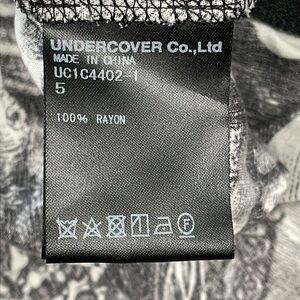 UNDERCOVER Co.,Ltd
MADE IN CHINA
UC1C4402-1
5
100% RAYON